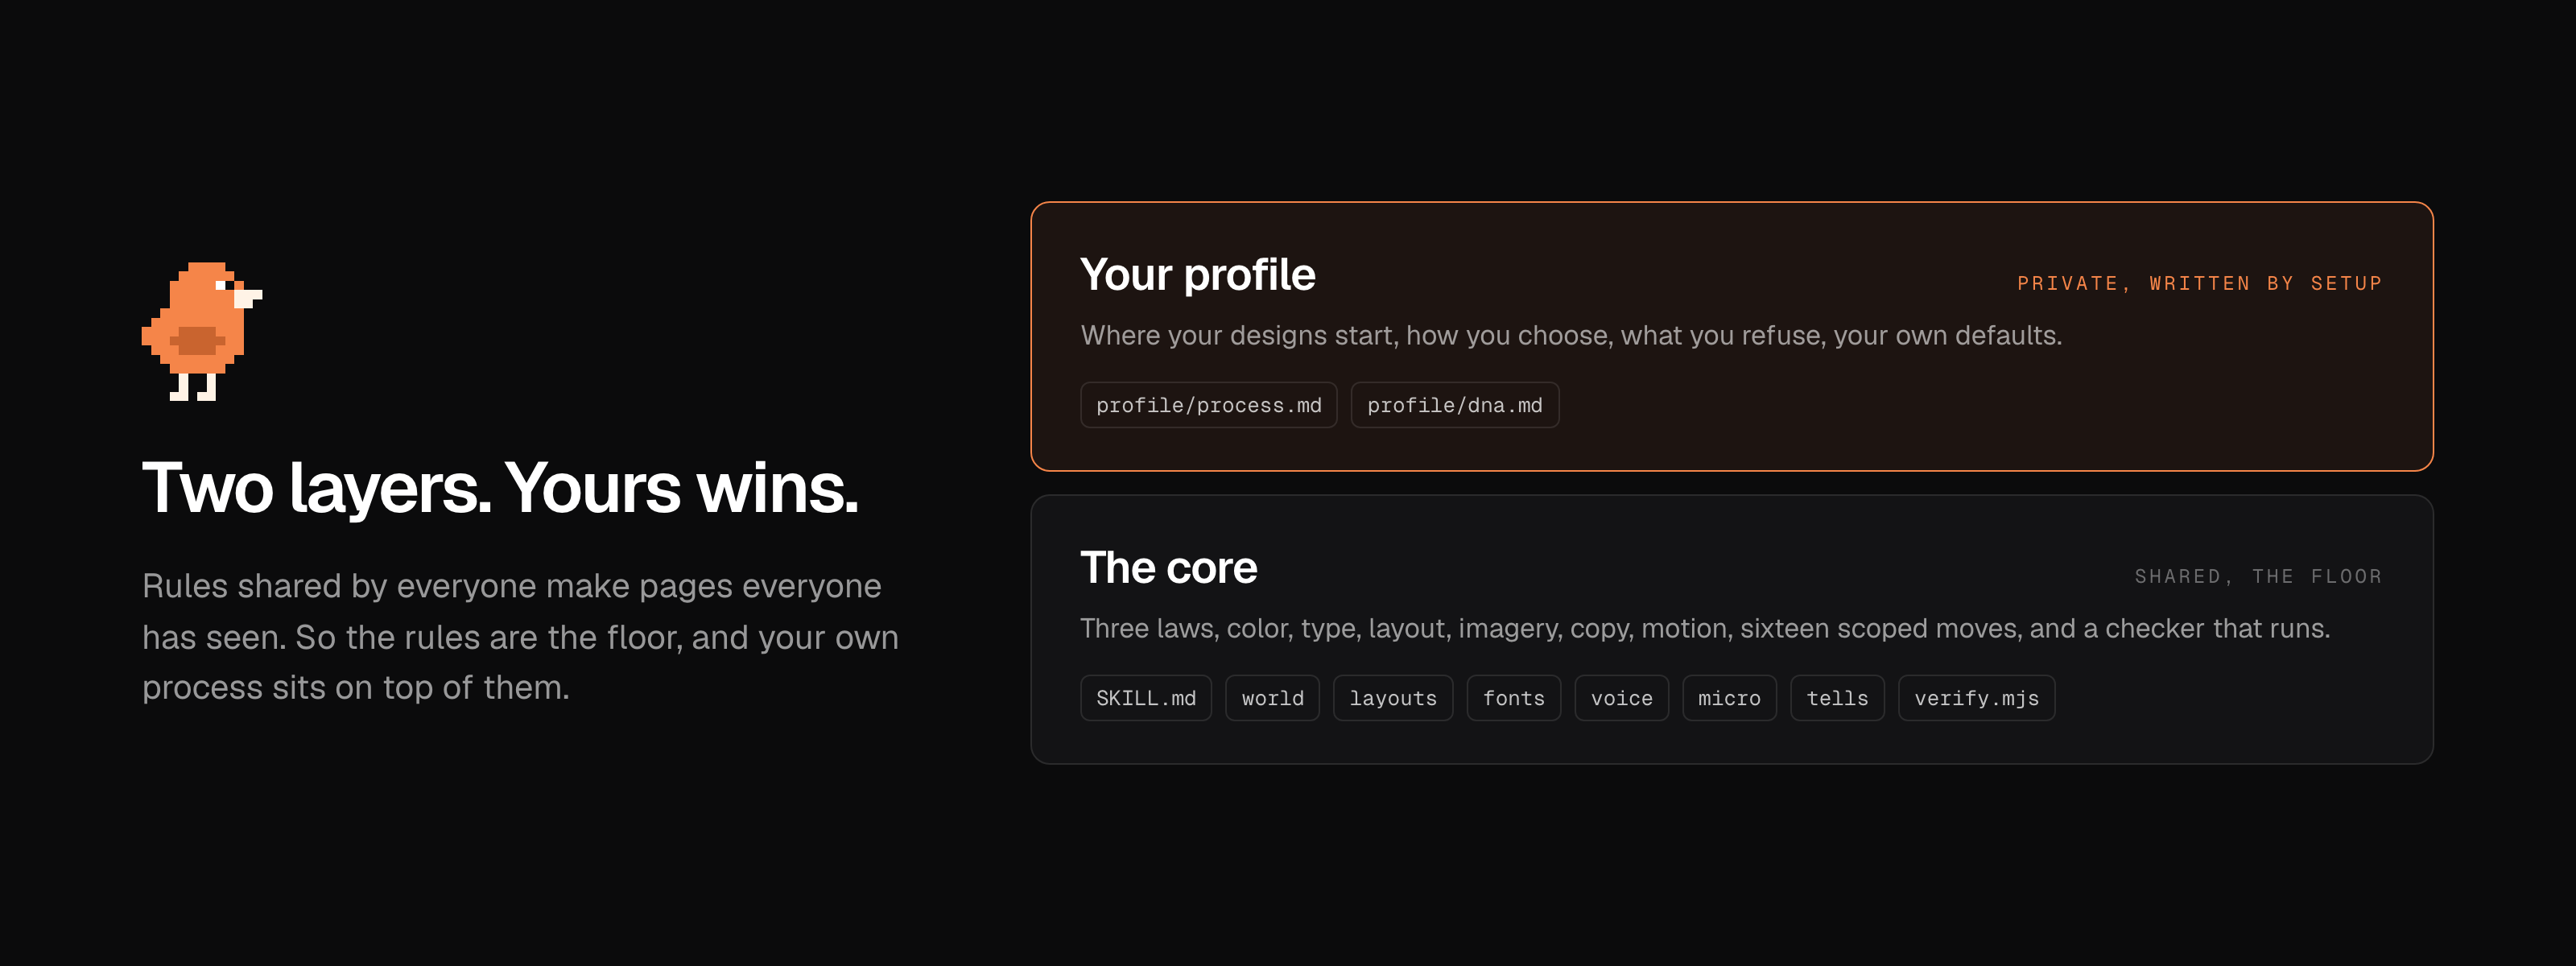 Two layers. Yours wins.
Rules shared by everyone make pages everyone
has seen. So the rules are the floor, and your own
process sits on top of them.
Your profile
PRIVATE, WRITTEN BY SETUP
Where your designs start, how you choose, what you refuse, your own defaults.
profile/process.md profile/dna.md
The core
SHARED, THE FLOOR
Three laws, color, type, layout, imagery, copy, motion, sixteen scoped moves, and a checker that runs.
SKILL.md world layouts fonts voice micro tells verify.mjs